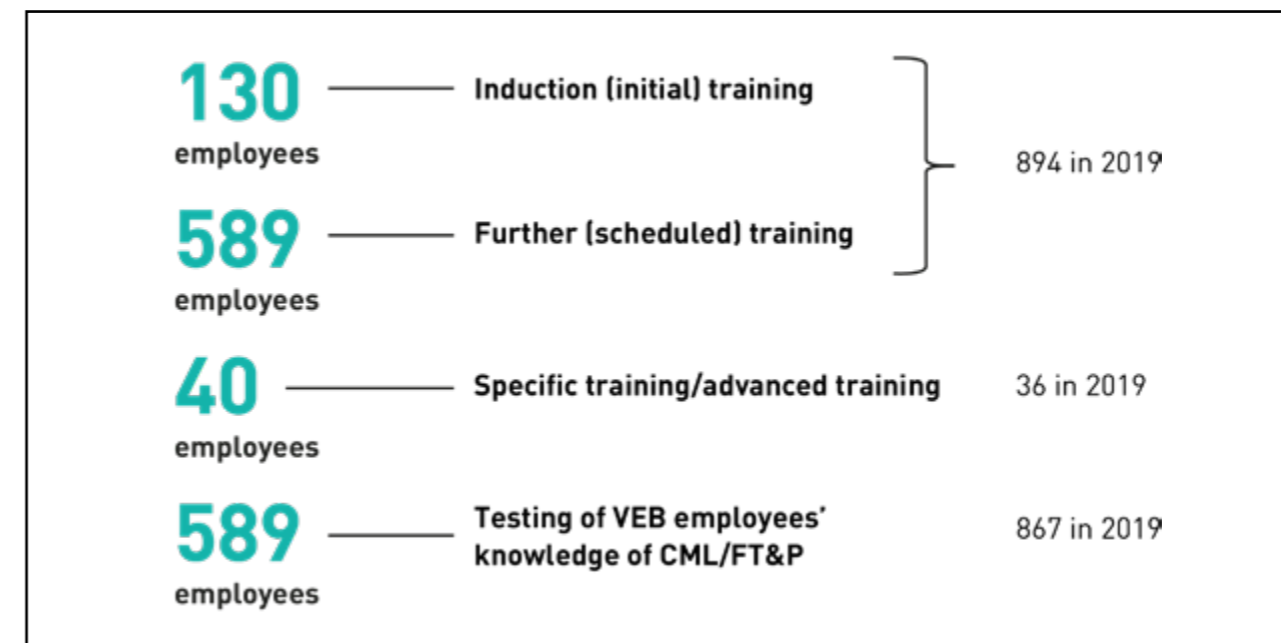 130
employees
Induction (initial) training
589
employees
Further (scheduled) training
894 in 2019
40
employees
Specific training/advanced training
36 in 2019
589
employees
Testing of VEB employees’
knowledge of CML/FT&P
867 in 2019